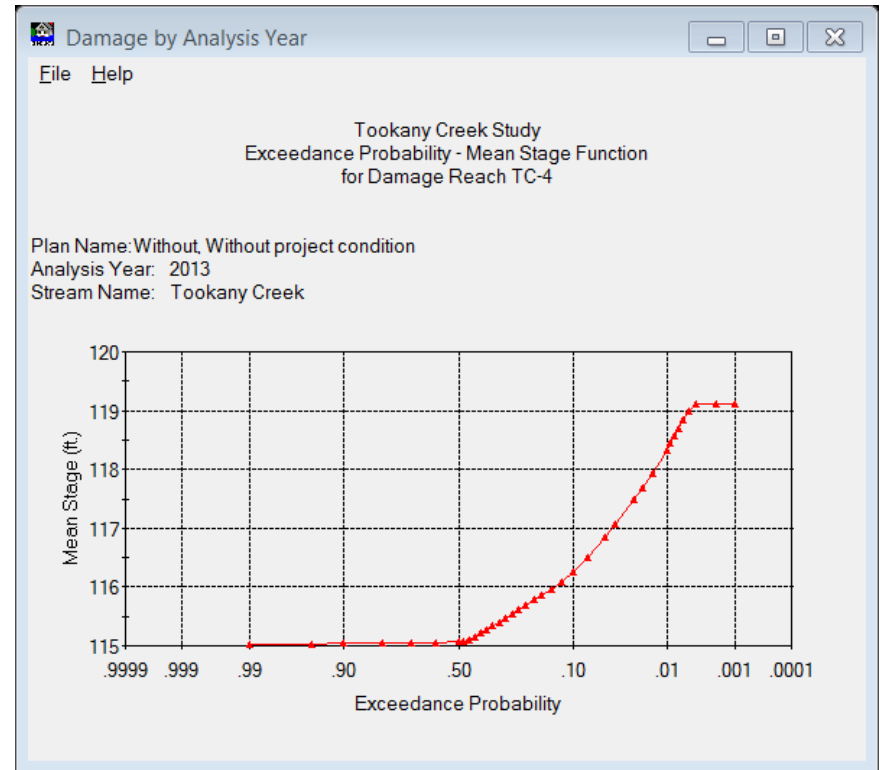 Damage by Analysis Year
File Help
Tookany Creek Study
Exceedance Probability - Mean Stage Function
for Damage Reach TC-4
Plan Name:Without, Without project condition
Analysis Year: 2013
Stream Name: Tookany Creek
120
119
118
117
116
115
Mean Stage (ft.)
.9999 .999 .99 .90 .50 .10 .01 .001 .0001
Exceedance Probability